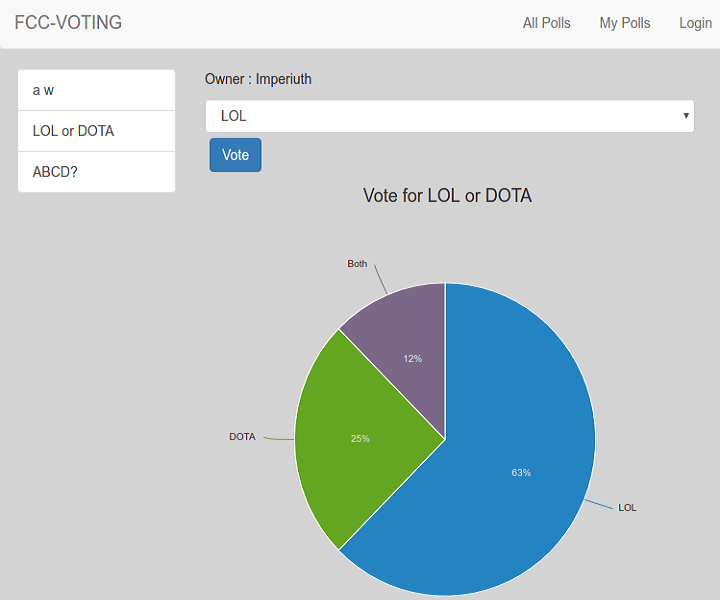 FCC-VOTING
All Polls My Polls Login
a w
LOL or DOTA
ABCD?
Owner : Imperiuth
LOL
Vote
Vote for LOL or DOTA
Both
12%
DOTA
25%
63%
LOL